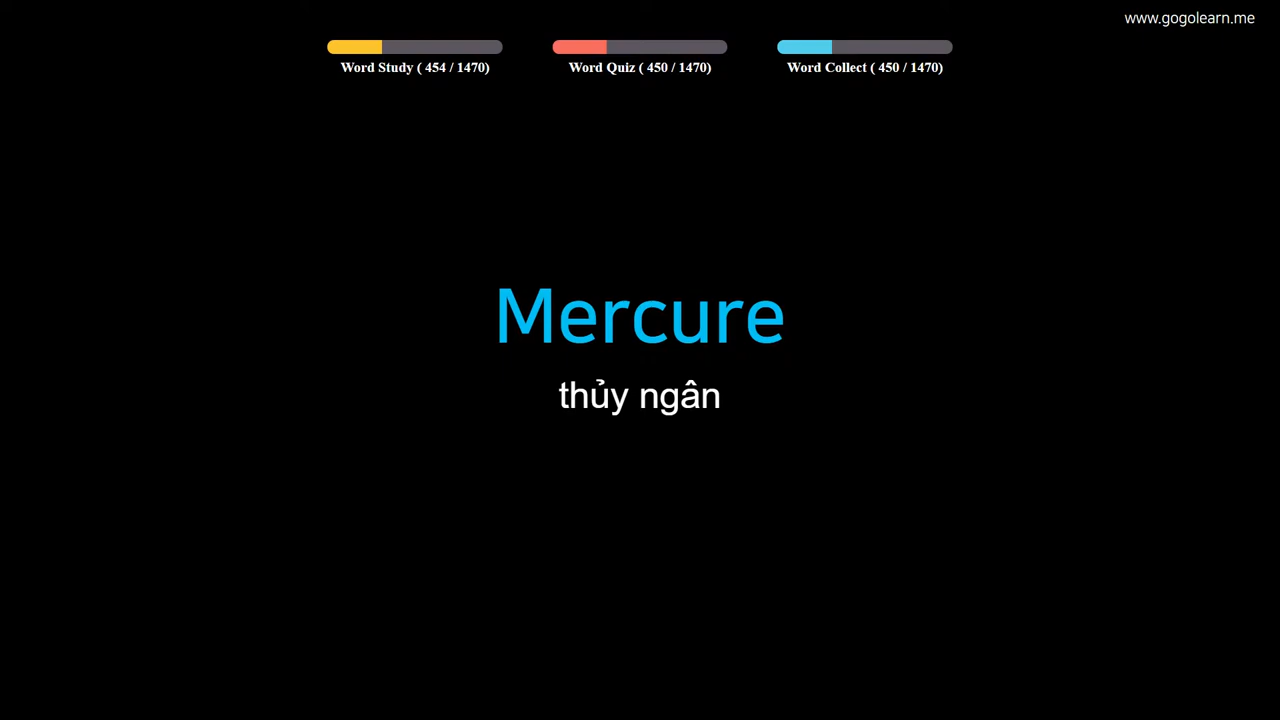 www.gogolearn.me
Word Study ( 454 / 1470)
Word Quiz ( 450 / 1470)
Word Collect ( 450 / 1470)
Mercure
thủy ngân